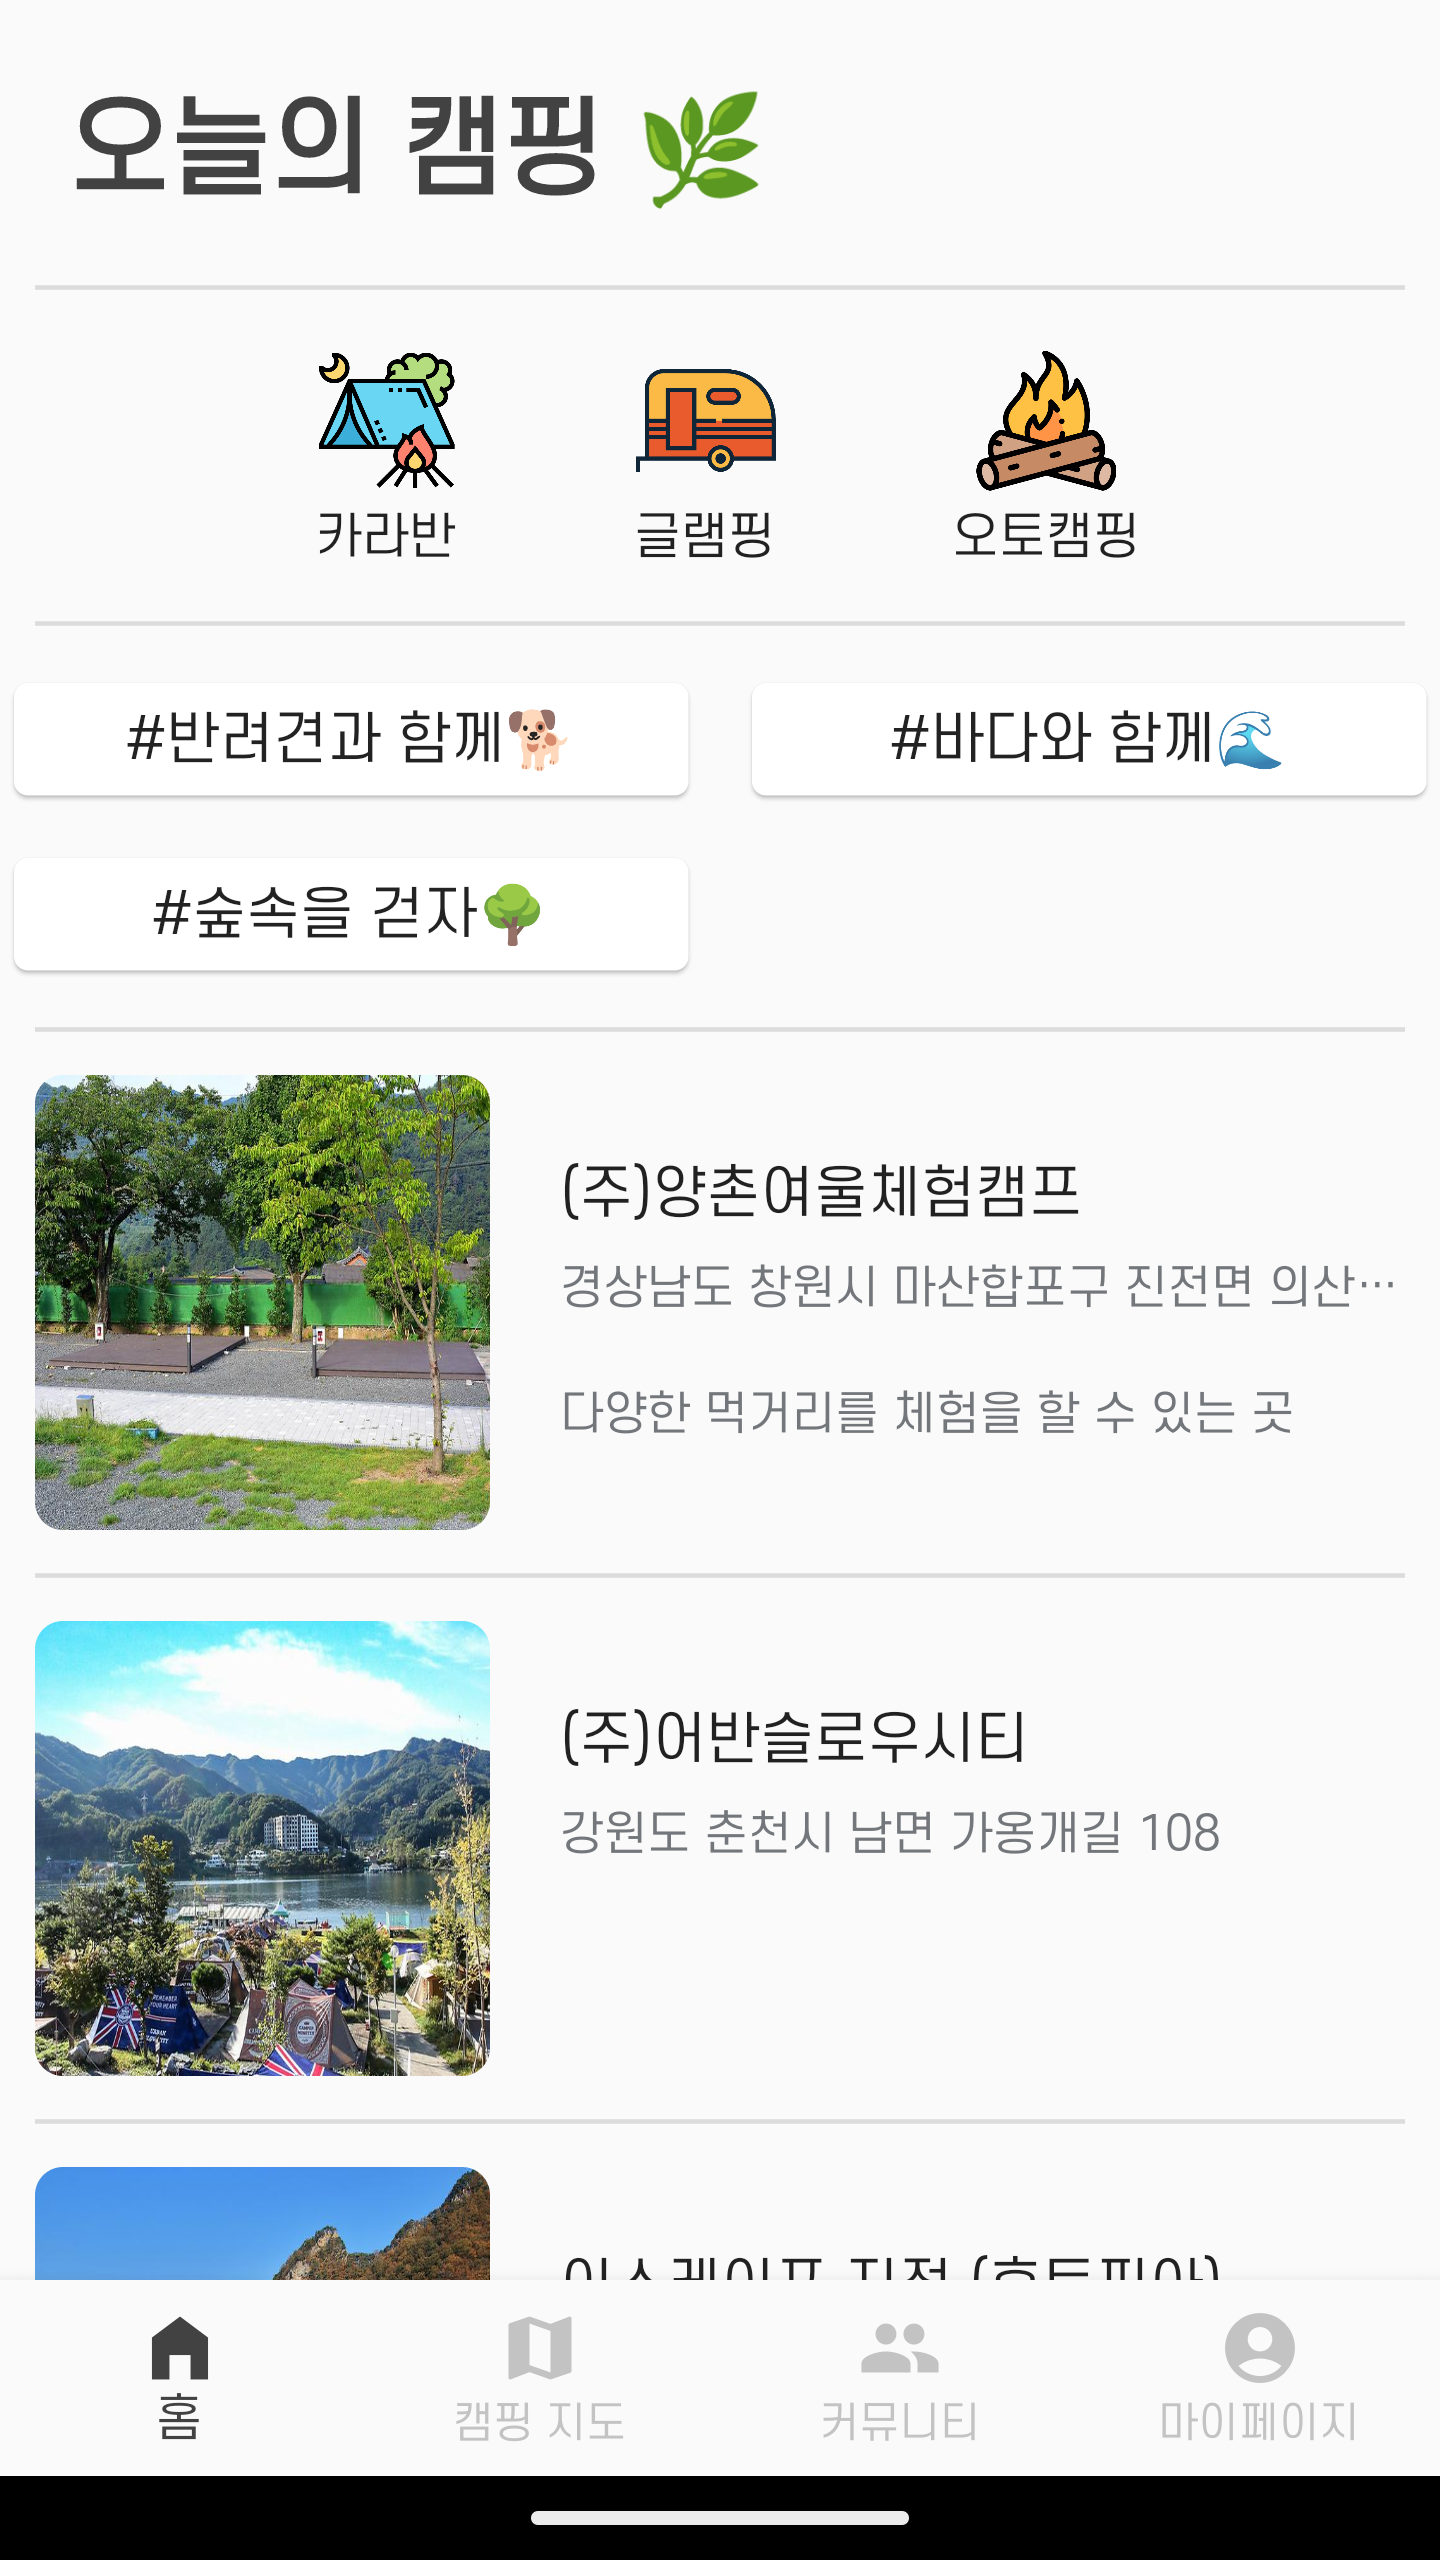 오늘의 캠핑 🌿
카라반
글램핑
오토캠핑
#반려견과 함께🐕
#바다와 함께🌊
#숲속을 걷자🌳
(주)양촌여울체험캠프
경상남도 창원시 마산합포구 진전면 의산…
다양한 먹거리를 체험을 할 수 있는 곳
(주)어반슬로우시티
강원도 춘천시 남면 가옹개길 108
홈
캠핑 지도
커뮤니티
마이페이지